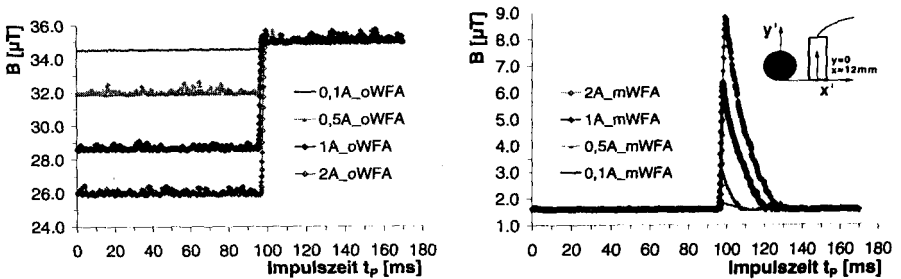 B [µT]
36.0
34.0
32.0
30.0
28.0
26.0
24.0
0,1A_oWFA
0,5A_oWFA
1A_oWFA
2A_oWFA
0 20 40 60 80 100 120 140 160 180
Impulszeit tP [ms]
B [µT]
9.0
8.0
7.0
6.0
5.0
4.0
3.0
2.0
1.0
2A_mWFA
1A_mWFA
0,5A_mWFA
0,1A_mWFA
y'
y=0
x=12mm
x'
0 20 40 60 80 100 120 140 160 180
Impulszeit tP [ms]